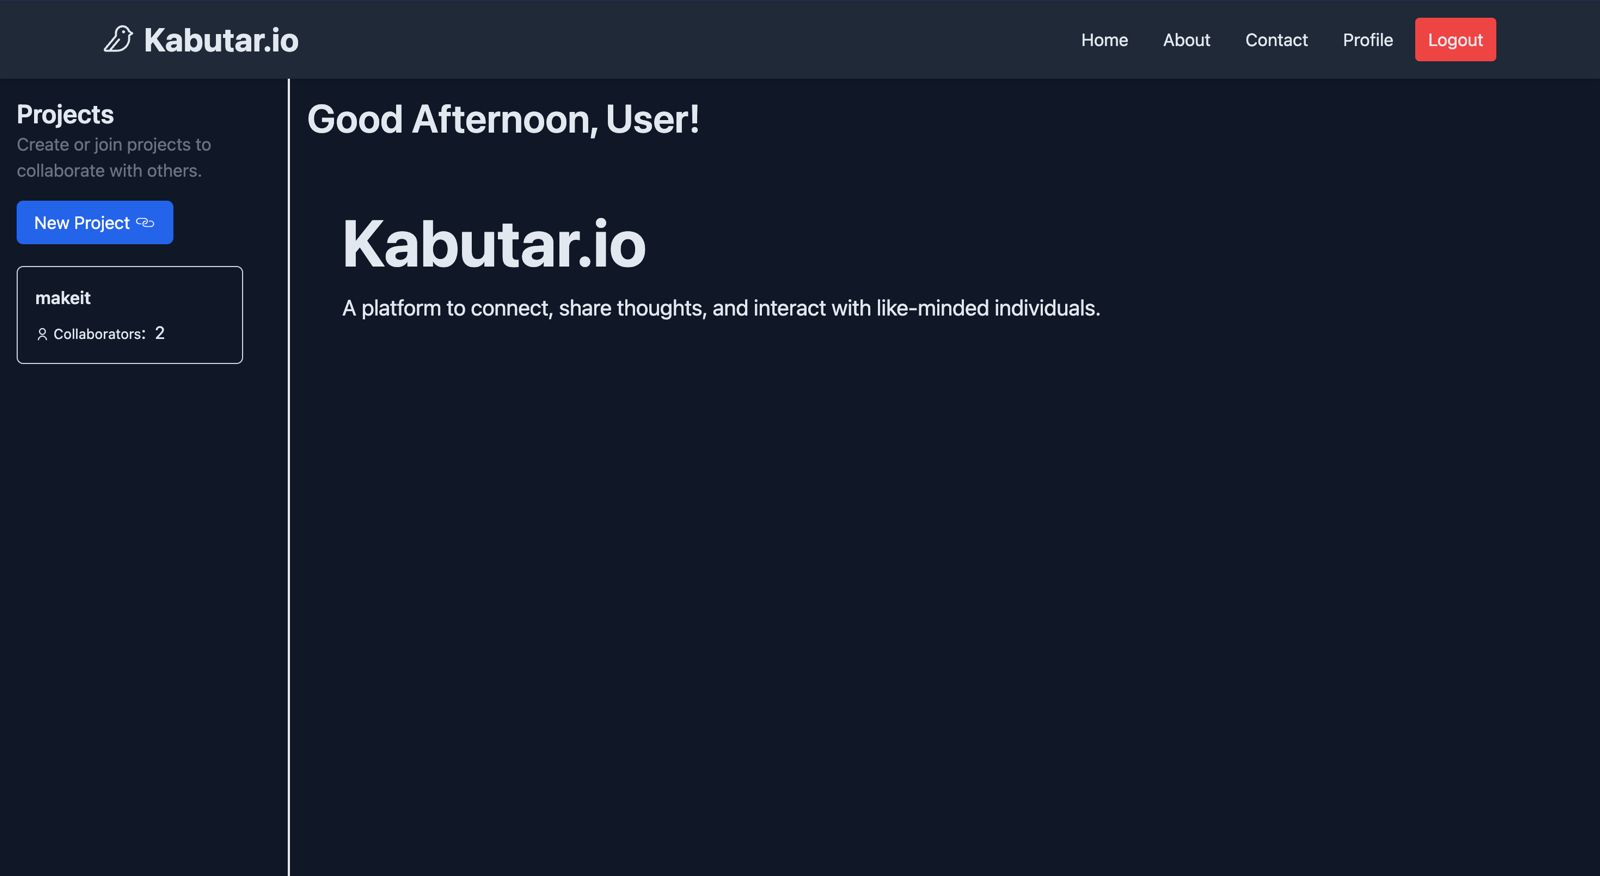 Kabutar.io
Home
About
Contact
Profile
Logout
Projects
Create or join projects to
collaborate with others.
New Project
makeit
Collaborators: 2
Good Afternoon, User!
Kabutar.io
A platform to connect, share thoughts, and interact with like-minded individuals.